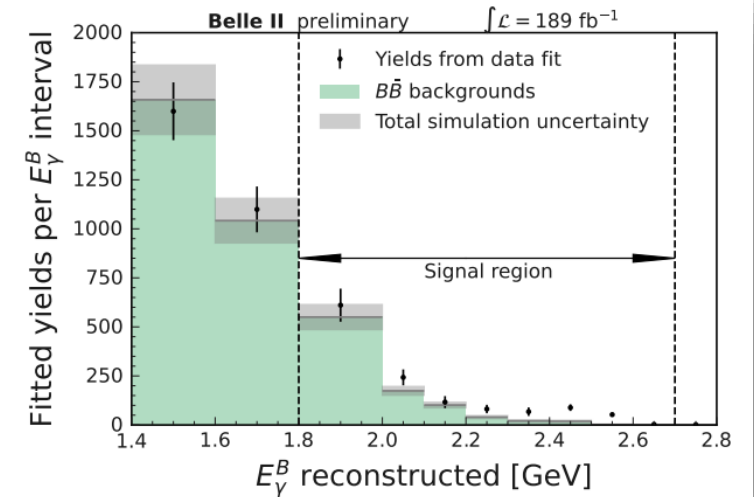 Belle II preliminary ∫ℒ = 189 fb⁻¹
Yields from data fit
BB̄ backgrounds
Total simulation uncertainty
Signal region
Fitted yields per E_γ^B interval
2000
1750
1500
1250
1000
750
500
250
0
1.4 1.6 1.8 2.0 2.2 2.4 2.6 2.8
E_γ^B reconstructed [GeV]